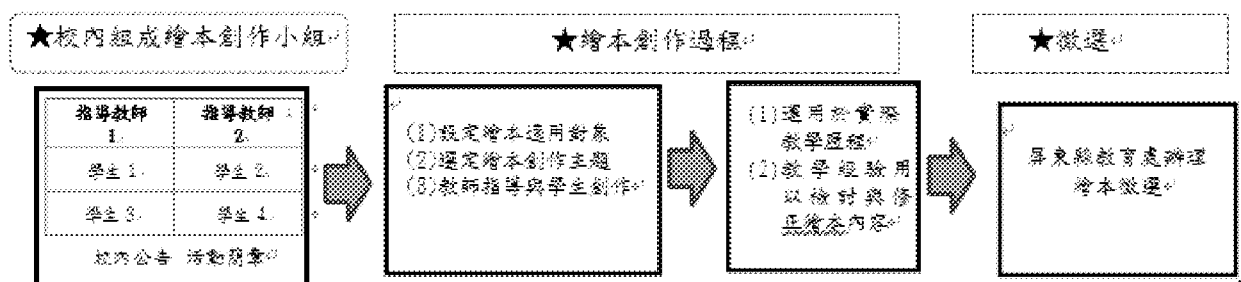 ★校內組成繪本創作小組
★繪本創作過程
★徵選
指導教師
1
指導教師
2
學生 1
學生 2
學生 3
學生 4
校內公告 活動簡章
(1)設定繪本適用對象
(2)選定繪本創作主題
(3)教師指導與學生創作
(1)運用於實際
教學歷程
(2)教學經驗用
以檢討與修
正繪本內容
屏東縣教育處辦理
繪本徵選